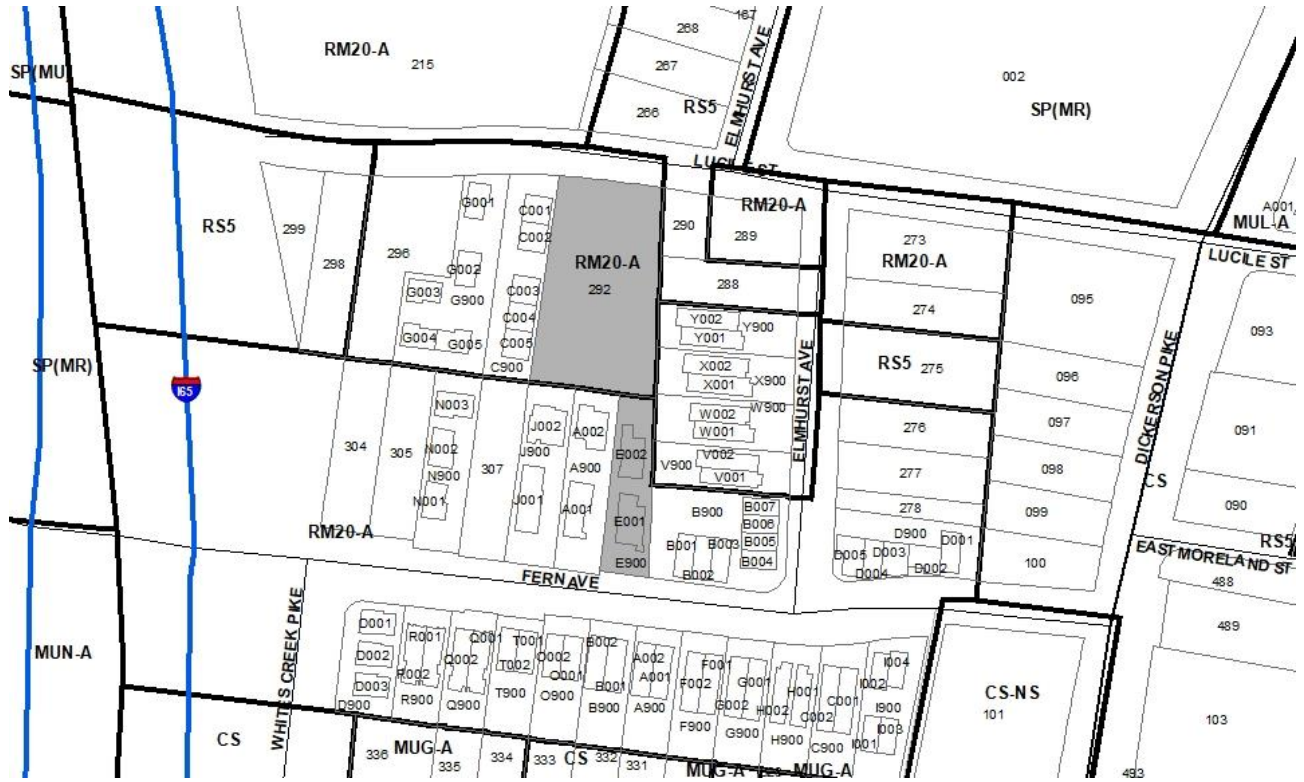 RM20-A
215
SP(MU
268
267
266
RS5
167
ELMHURST AVE
002
SP(MR)
LUCILE ST
RM20-A
289
290
288
A001
MUL-A
LUCILE ST
RS5
299
298
296
G001
G002
G003
G900
G004
G005
C001
C002
C003
C004
C005
C900
RM20-A
292
273
RM20-A
274
095
093
SP(MR)
165
Y002
Y900
Y001
X002
X900
X001
W900
W002
W001
V002
V900
V001
ELMHURST AVE
RS5
275
276
277
278
096
097
098
099
100
DICKERSON PIKE
CS
091
090
RS5
304
305
N003
N002
N900
N001
307
J002
J900
J001
A002
A900
A001
E002
E001
E900
B900
B007
B006
B005
B004
B001
B003
B002
D900
D001
D005
D003
D004
D002
EASTMORELAND ST
RM20-A
FERN AVE
488
489
MUN-A
WHITES CREEK PIKE
D001
D002
D003
D900
R001
R002
R900
Q001
Q002
Q900
T001
T002
T900
O002
O001
O900
B002
B001
B900
A002
A001
A900
F001
F002
F900
G001
G002
G900
H001
H002
H900
C001
C002
C900
I004
I002
I900
I003
I001
CS-NS
101
103
493
CS
336
MUG-A
335
334
333
CS
332
331
MUG-A
MUG-A